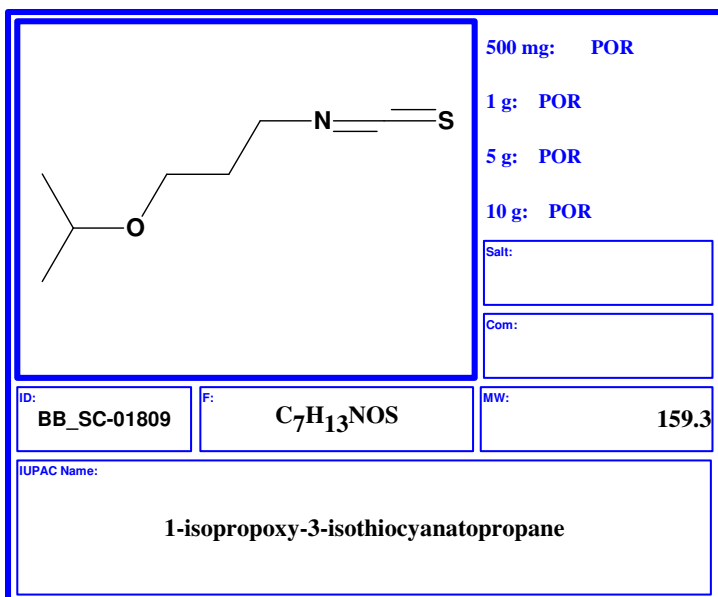 500 mg: POR
1 g: POR
5 g: POR
10 g: POR
N S
O
Salt:
Com:
ID:
BB_SC-01809
F:
C7H13NOS
MW:
159.3
IUPAC Name:
1-isopropoxy-3-isothiocyanatopropane